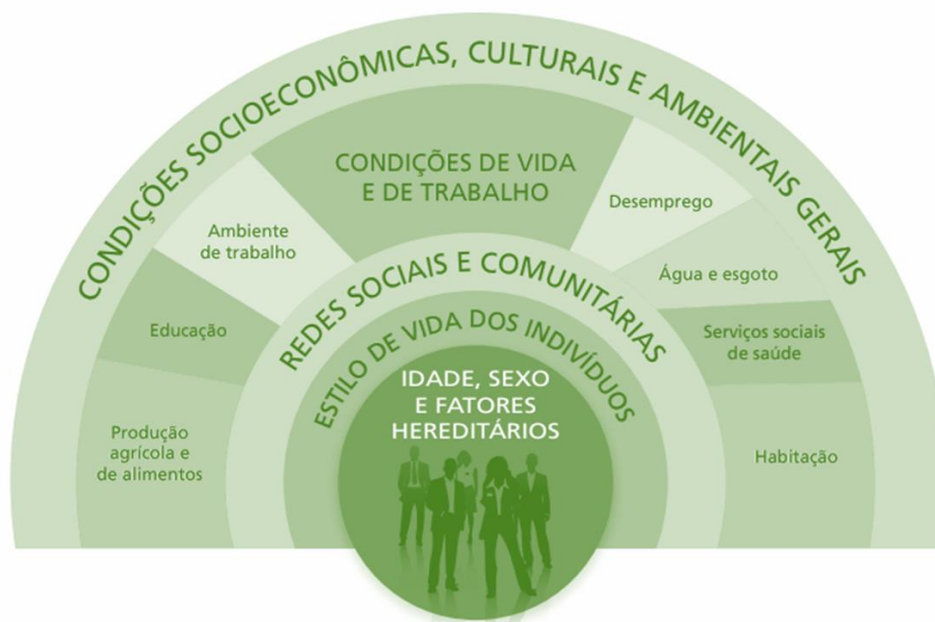 CONDIÇÕES SOCIOECONÔMICAS, CULTURAIS E AMBIENTAIS GERAIS
CONDIÇÕES DE VIDA
E DE TRABALHO
Produção
agrícola e
de alimentos
Educação
Ambiente
de trabalho
Desemprego
Água e esgoto
Serviços sociais
de saúde
Habitação
REDES SOCIAIS E COMUNITÁRIAS
ESTILO DE VIDA DOS INDIVÍDUOS
IDADE, SEXO
E FATORES
HEREDITÁRIOS